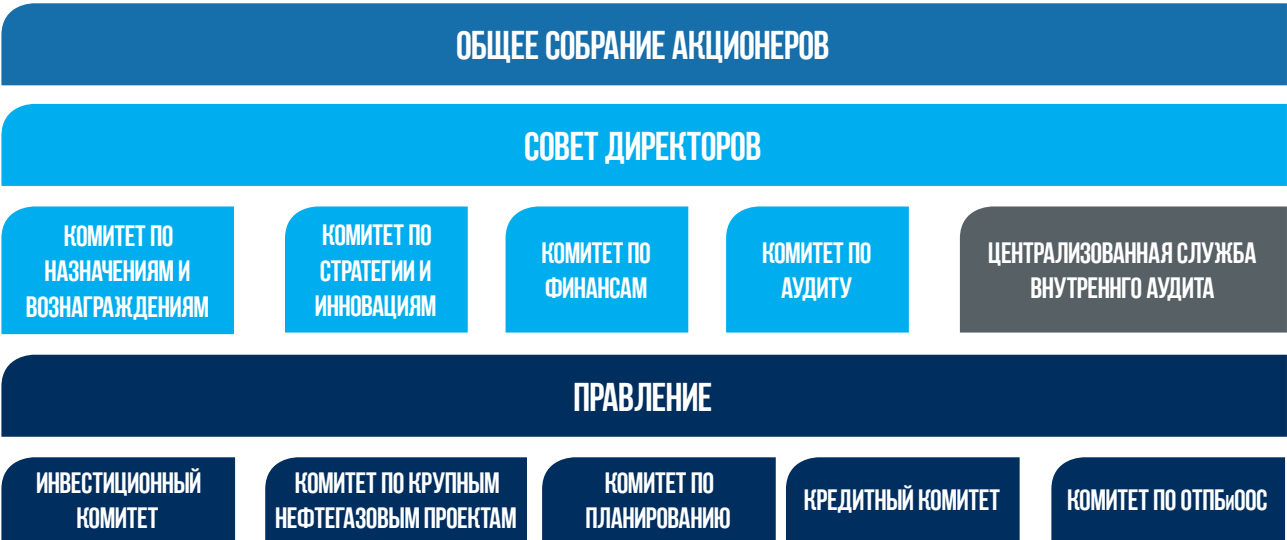 ОБЩЕЕ СОБРАНИЕ АКЦИОНЕРОВ
СОВЕТ ДИРЕКТОРОВ
КОМИТЕТ ПО
НАЗНАЧЕНИЯМ И
ВОЗНАГРАЖДЕНИЯМ
КОМИТЕТ ПО
СТРАТЕГИИ И
ИННОВАЦИЯМ
КОМИТЕТ ПО
ФИНАНСАМ
КОМИТЕТ ПО
АУДИТУ
ЦЕНТРАЛИЗОВАННАЯ СЛУЖБА
ВНУТРЕННГО АУДИТА
ПРАВЛЕНИЕ
ИНВЕСТИЦИОННЫЙ
КОМИТЕТ
КОМИТЕТ ПО КРУПНЫМ
НЕФТЕГАЗОВЫМ ПРОЕКТАМ
КОМИТЕТ ПО
ПЛАНИРОВАНИЮ
КРЕДИТНЫЙ КОМИТЕТ
КОМИТЕТ ПО ОТПБиООС